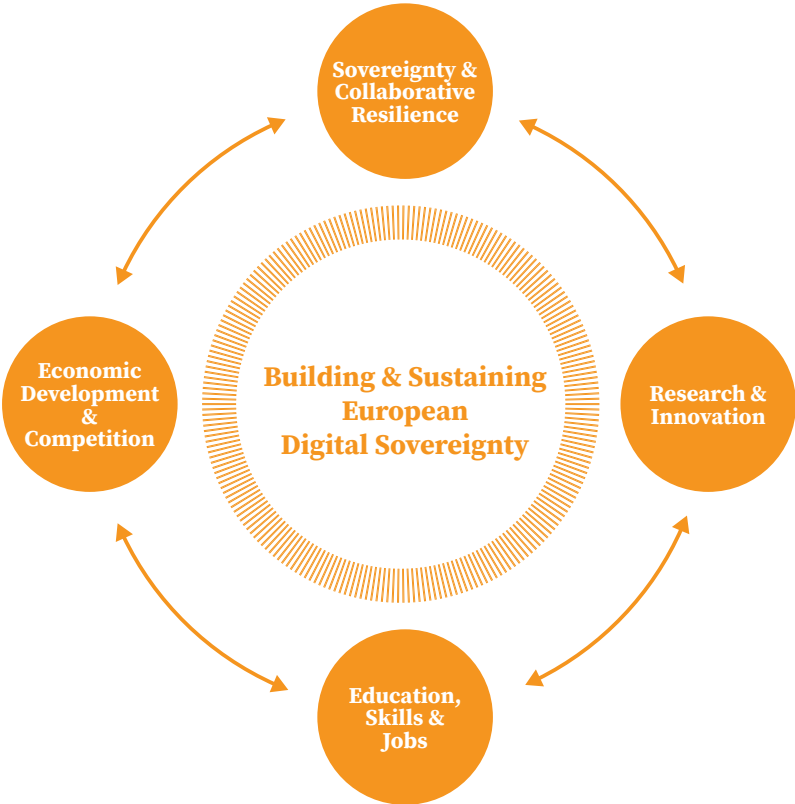 Sovereignty &
Collaborative
Resilience
Economic
Development
&
Competition
Building & Sustaining
European
Digital Sovereignty
Research &
Innovation
Education,
Skills &
Jobs